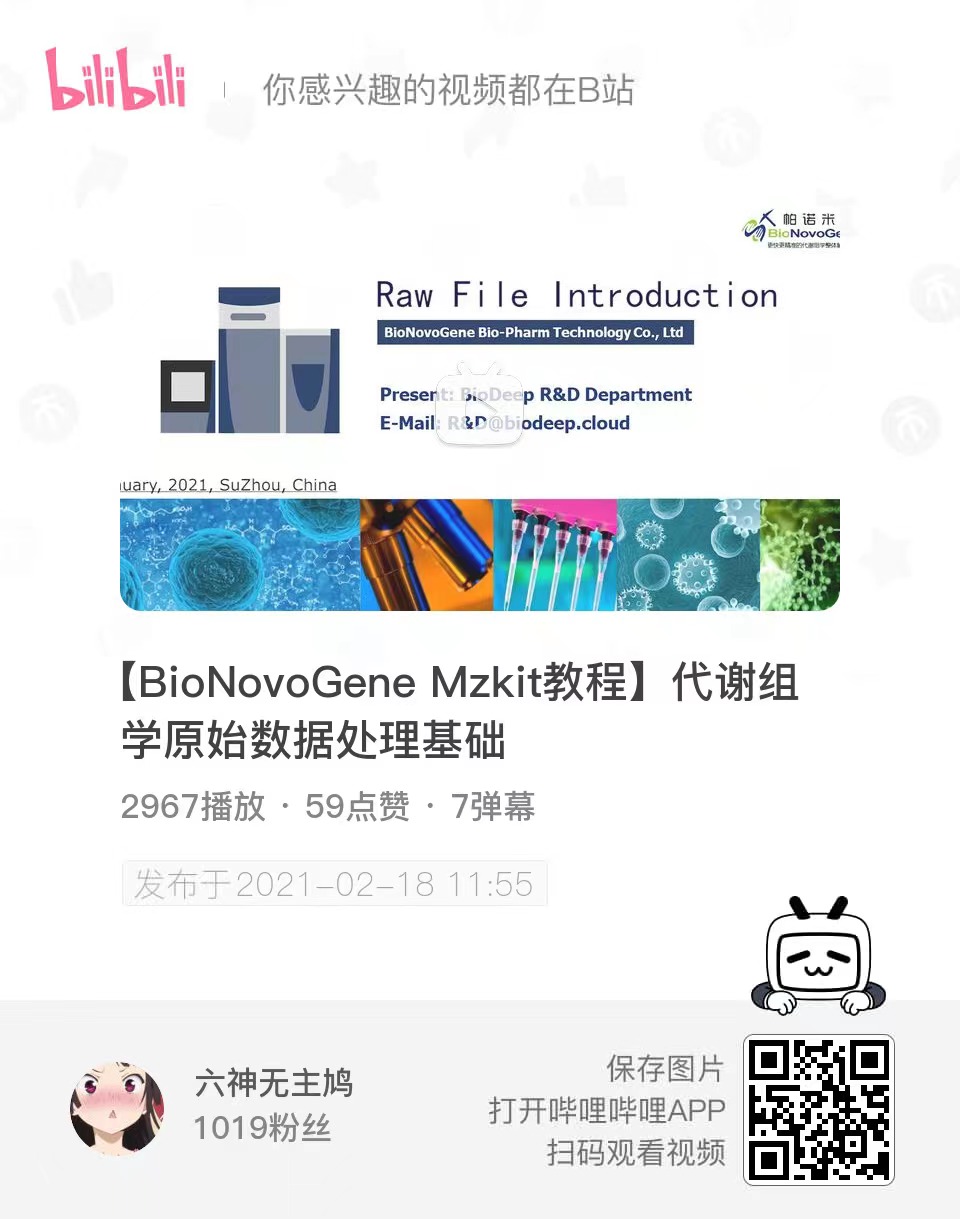 bilibili
你感兴趣的视频都在B站
帕诺米
BioNovoGe
Raw File Introduction
BioNovoGene Bio-Pharm Technology Co., Ltd
Present: BioDeep R&D Department
E-Mail: R&D@biodeep.cloud
uary, 2021, SuZhou, China
【BioNovoGene Mzkit教程】代谢组
学原始数据处理基础
2967播放 · 59点赞 · 7弹幕
发布于2021-02-18 11:55
六神无主鸠
1019粉丝
保存图片
打开哔哩哔哩APP
扫码观看视频